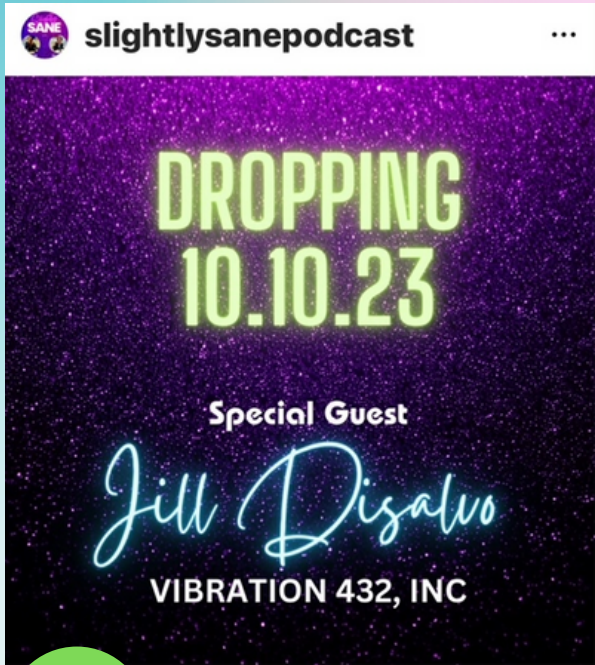 SANE
slightlysanepodcast
DROPPING
10.10.23
Special Guest
Jill Disalvo
VIBRATION 432, INC